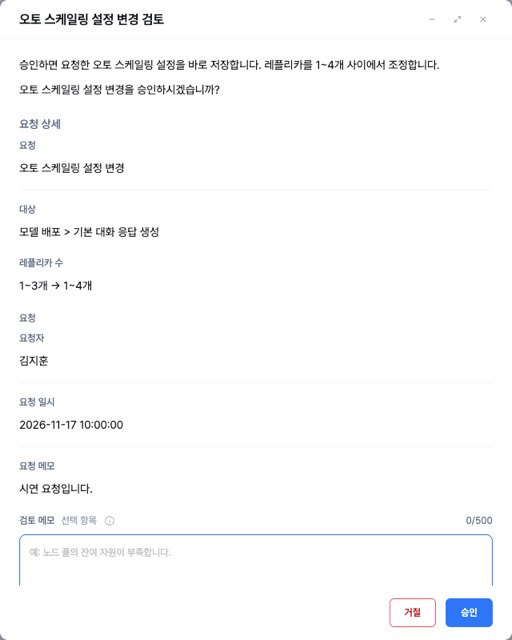 오토 스케일링 설정 변경 검토
승인하면 요청한 오토 스케일링 설정을 바로 저장합니다. 레플리카를 1~4개 사이에서 조정합니다.
오토 스케일링 설정 변경을 승인하시겠습니까?
요청 상세
요청
오토 스케일링 설정 변경
대상
모델 배포 > 기본 대화 응답 생성
레플리카 수
1~3개 → 1~4개
요청
요청자
김지훈
요청 일시
2026-11-17 10:00:00
요청 메모
시연 요청입니다.
검토 메모 선택 항목 0/500
예: 노드 풀의 잔여 자원이 부족합니다.
거절 승인